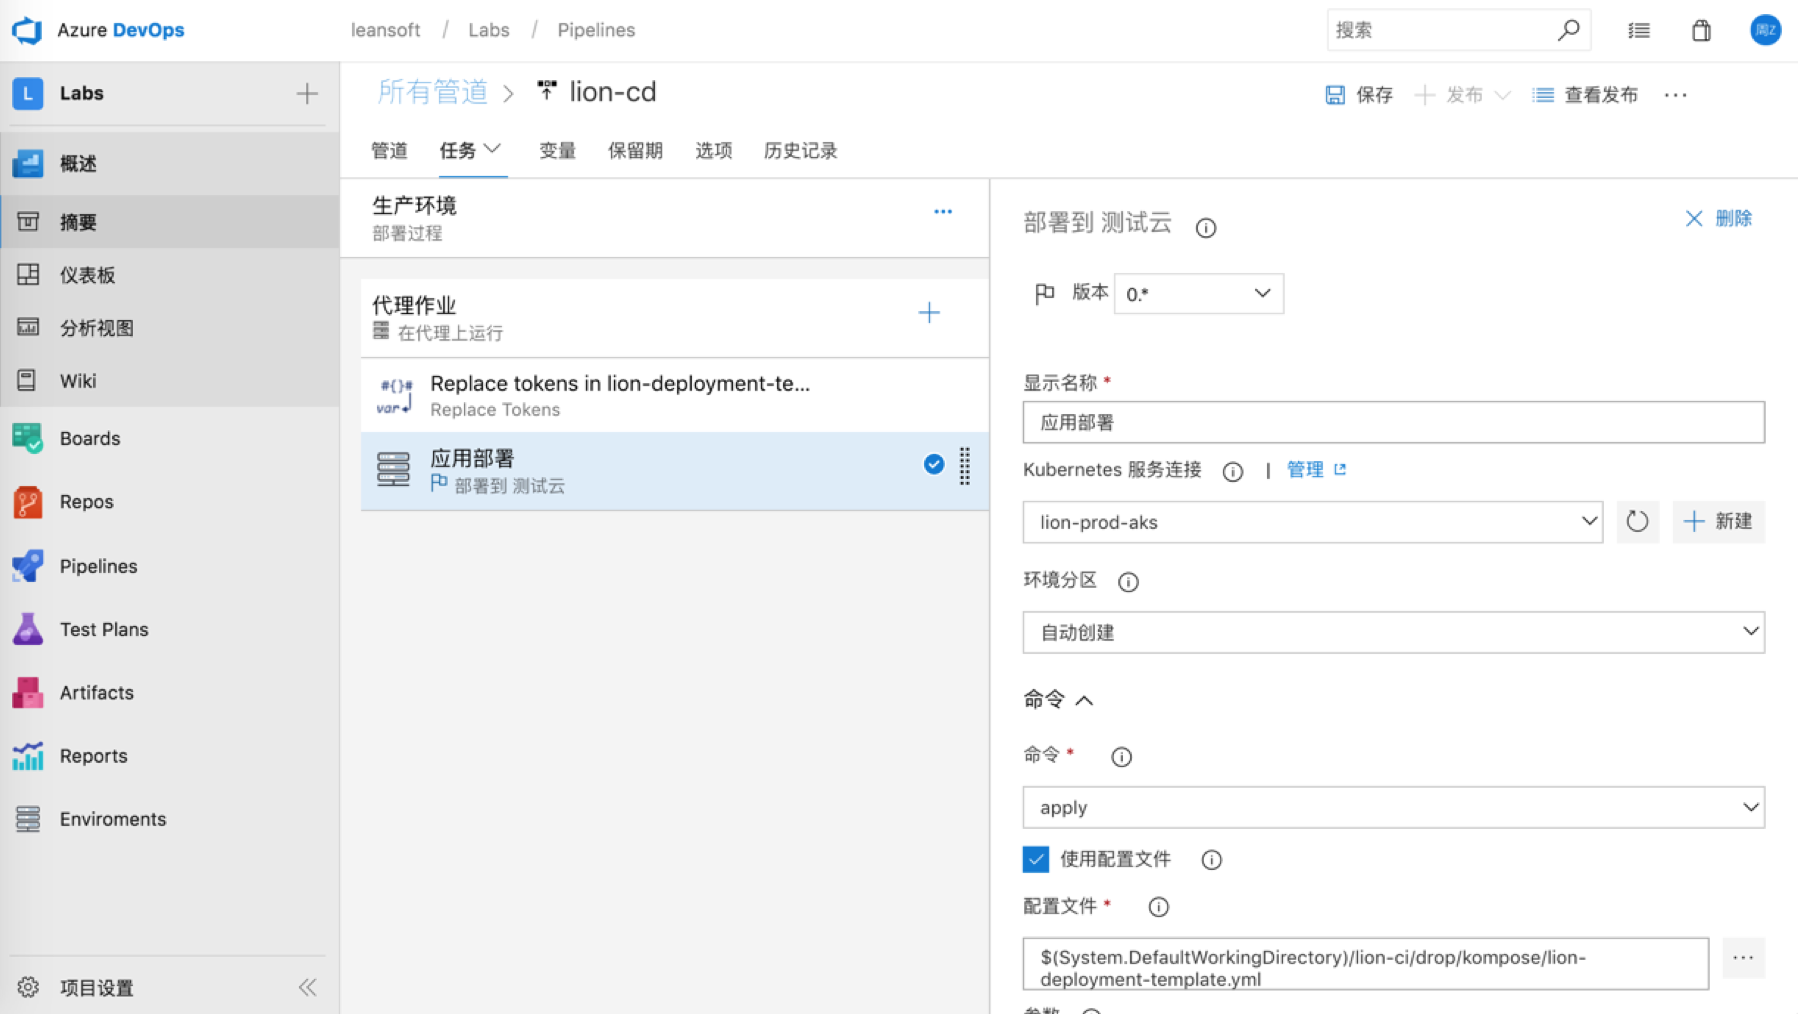 Azure DevOps
leansoft / Labs / Pipelines
搜索
周Z
L Labs
概述
摘要
仪表板
分析视图
Wiki
Boards
Repos
Pipelines
Test Plans
Artifacts
Reports
Enviroments
项目设置
所有管道 > lion-cd
保存
发布
查看发布
管道 任务 变量 保留期 选项 历史记录
生产环境
部署过程
代理作业
在代理上运行
#{}#
var
Replace tokens in lion-deployment-te...
Replace Tokens
应用部署
部署到 测试云
部署到 测试云
删除
版本 0.*
显示名称 *
应用部署
Kubernetes 服务连接 | 管理
lion-prod-aks
新建
环境分区
自动创建
命令
命令 *
apply
使用配置文件
配置文件 *
$(System.DefaultWorkingDirectory)/lion-ci/drop/kompose/lion-
deployment-template.yml
参数